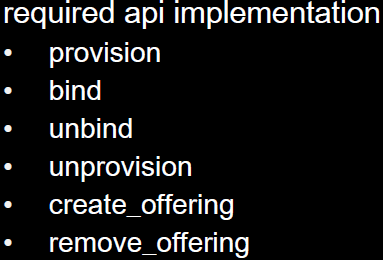 required api implementation
• provision
• bind
• unbind
• unprovision
• create_offering
• remove_offering